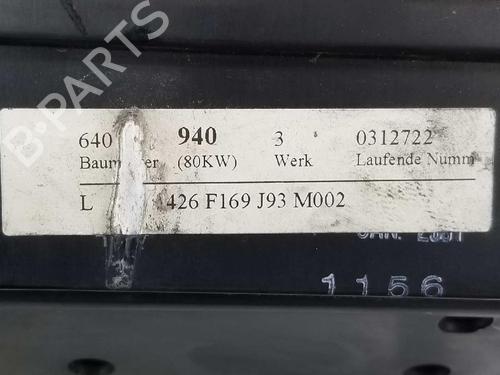 B-PARTS
640 940 3 0312722
(80KW) Werk Laufende Numm
L 426 F169 J93 M002
1156